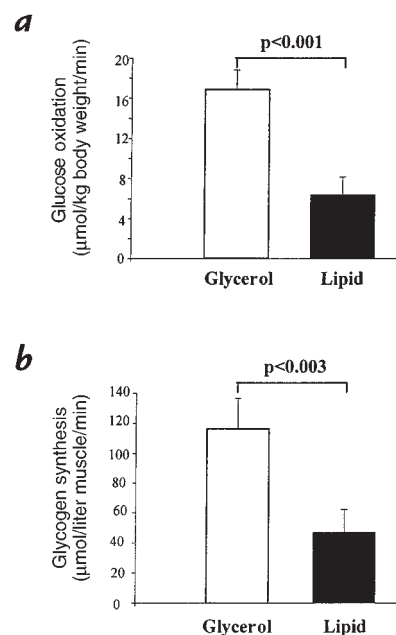 a
p<0.001
Glucose oxidation
(µmol/kg body weight/min)
20
16
12
8
4
0
Glycerol
Lipid
b
p<0.003
Glycogen synthesis
(µmol/liter muscle/min)
140
120
100
80
60
40
20
0
Glycerol
Lipid